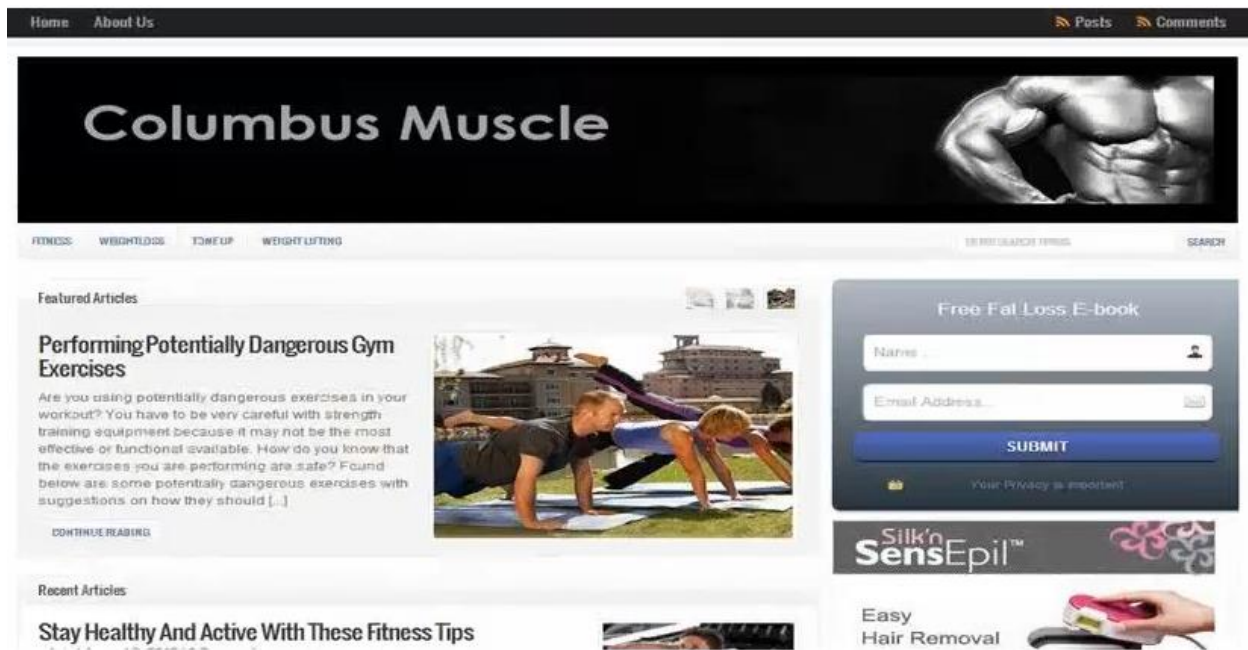 Home About Us Posts Comments
Columbus Muscle
FITNESS WEIGHTLOSS TONE UP WEIGHT LIFTING SEARCH
Featured Articles
Performing Potentially Dangerous Gym
Exercises
Are you using potentially dangerous exercises in your
workout? You have to be very careful with strength
training equipment because it may not be the most
effective or functional available. How do you know that
the exercises you are performing are safe? Found
below are some potentially dangerous exercises with
suggestions on how they should [...]
CONTINUE READING
Free Fat Loss E-book
Name ...
Email Address...
SUBMIT
Your Privacy is important
Silk'n
SensEpil™
Easy
Hair Removal
Recent Articles
Stay Healthy And Active With These Fitness Tips